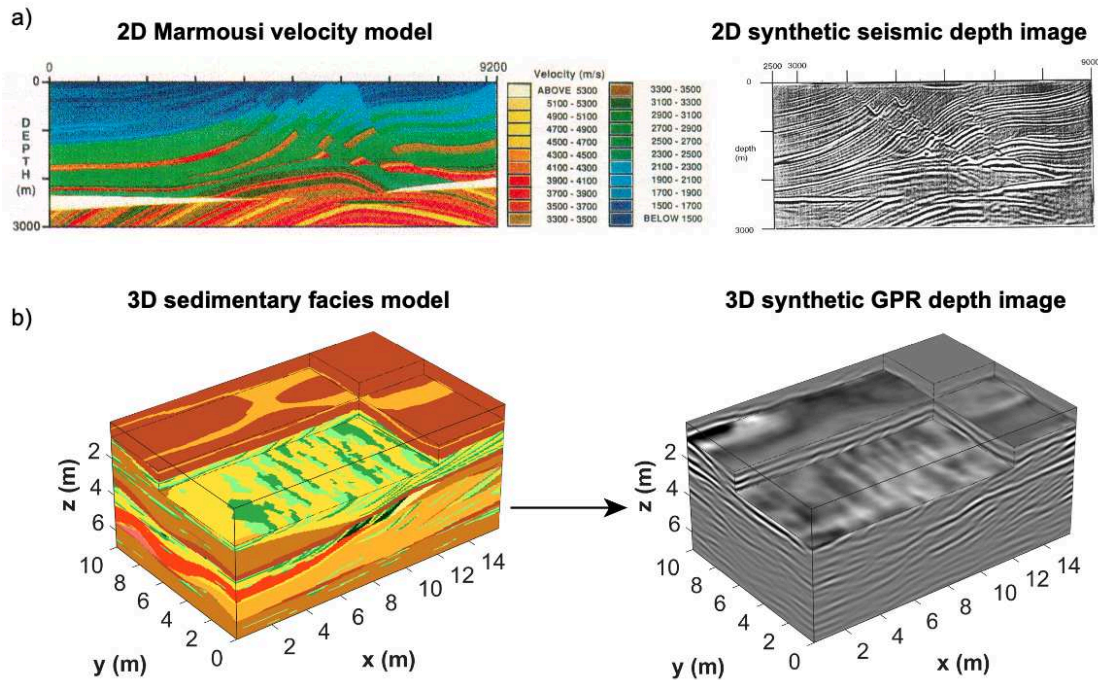 a)
2D Marmousi velocity model
2D synthetic seismic depth image
0
9200
0
DEPTH
(m)
3000
Velocity (m/s)
ABOVE 5300
5100 - 5300
4900 - 5100
4700 - 4900
4500 - 4700
4300 - 4500
4100 - 4300
3900 - 4100
3700 - 3900
3500 - 3700
3300 - 3500
3300 - 3500
3100 - 3300
2900 - 3100
2700 - 2900
2500 - 2700
2300 - 2500
2100 - 2300
1900 - 2100
1700 - 1900
1500 - 1700
BELOW 1500
2500 3000
9000
0
depth
(m)
3000
b)
3D sedimentary facies model
3D synthetic GPR depth image
2
4
6
z (m)
10
8
6
4
2
0
y (m)
2
4
6
8
10
12
14
x (m)
2
4
6
z (m)
10
8
6
4
2
0
y (m)
2
4
6
8
10
12
14
x (m)